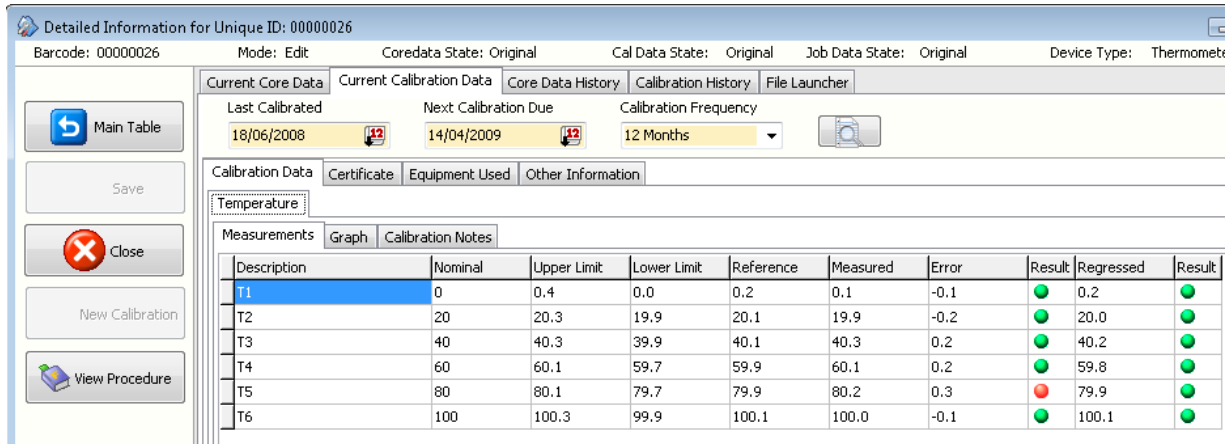 Detailed Information for Unique ID: 00000026
Barcode: 00000026 Mode: Edit Coredata State: Original Cal Data State: Original Job Data State: Original Device Type: Thermomete
Current Core Data Current Calibration Data Core Data History Calibration History File Launcher
Last Calibrated Next Calibration Due Calibration Frequency
Main Table 18/06/2008 12 14/04/2009 12 12 Months
Calibration Data Certificate Equipment Used Other Information
Save
Temperature
Measurements Graph Calibration Notes
Close
Description Nominal Upper Limit Lower Limit Reference Measured Error Result Regressed Result
T1 0 0.4 0.0 0.2 0.1 -0.1 0.2
New Calibration T2 20 20.3 19.9 20.1 19.9 -0.2 20.0
T3 40 40.3 39.9 40.1 40.3 0.2 40.2
T4 60 60.1 59.7 59.9 60.1 0.2 59.8
View Procedure
T5 80 80.1 79.7 79.9 80.2 0.3 79.9
T6 100 100.3 99.9 100.1 100.0 -0.1 100.1